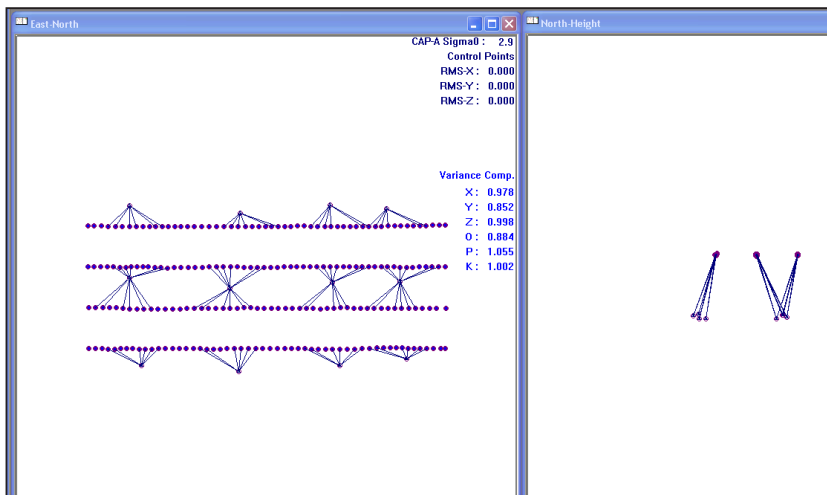 East-North
CAP-A Sigma0 : 2.9
Control Points
RMS-X : 0.000
RMS-Y : 0.000
RMS-Z : 0.000
Variance Comp.
X : 0.978
Y : 0.852
Z : 0.998
O : 0.884
P : 1.055
K : 1.002
North-Height